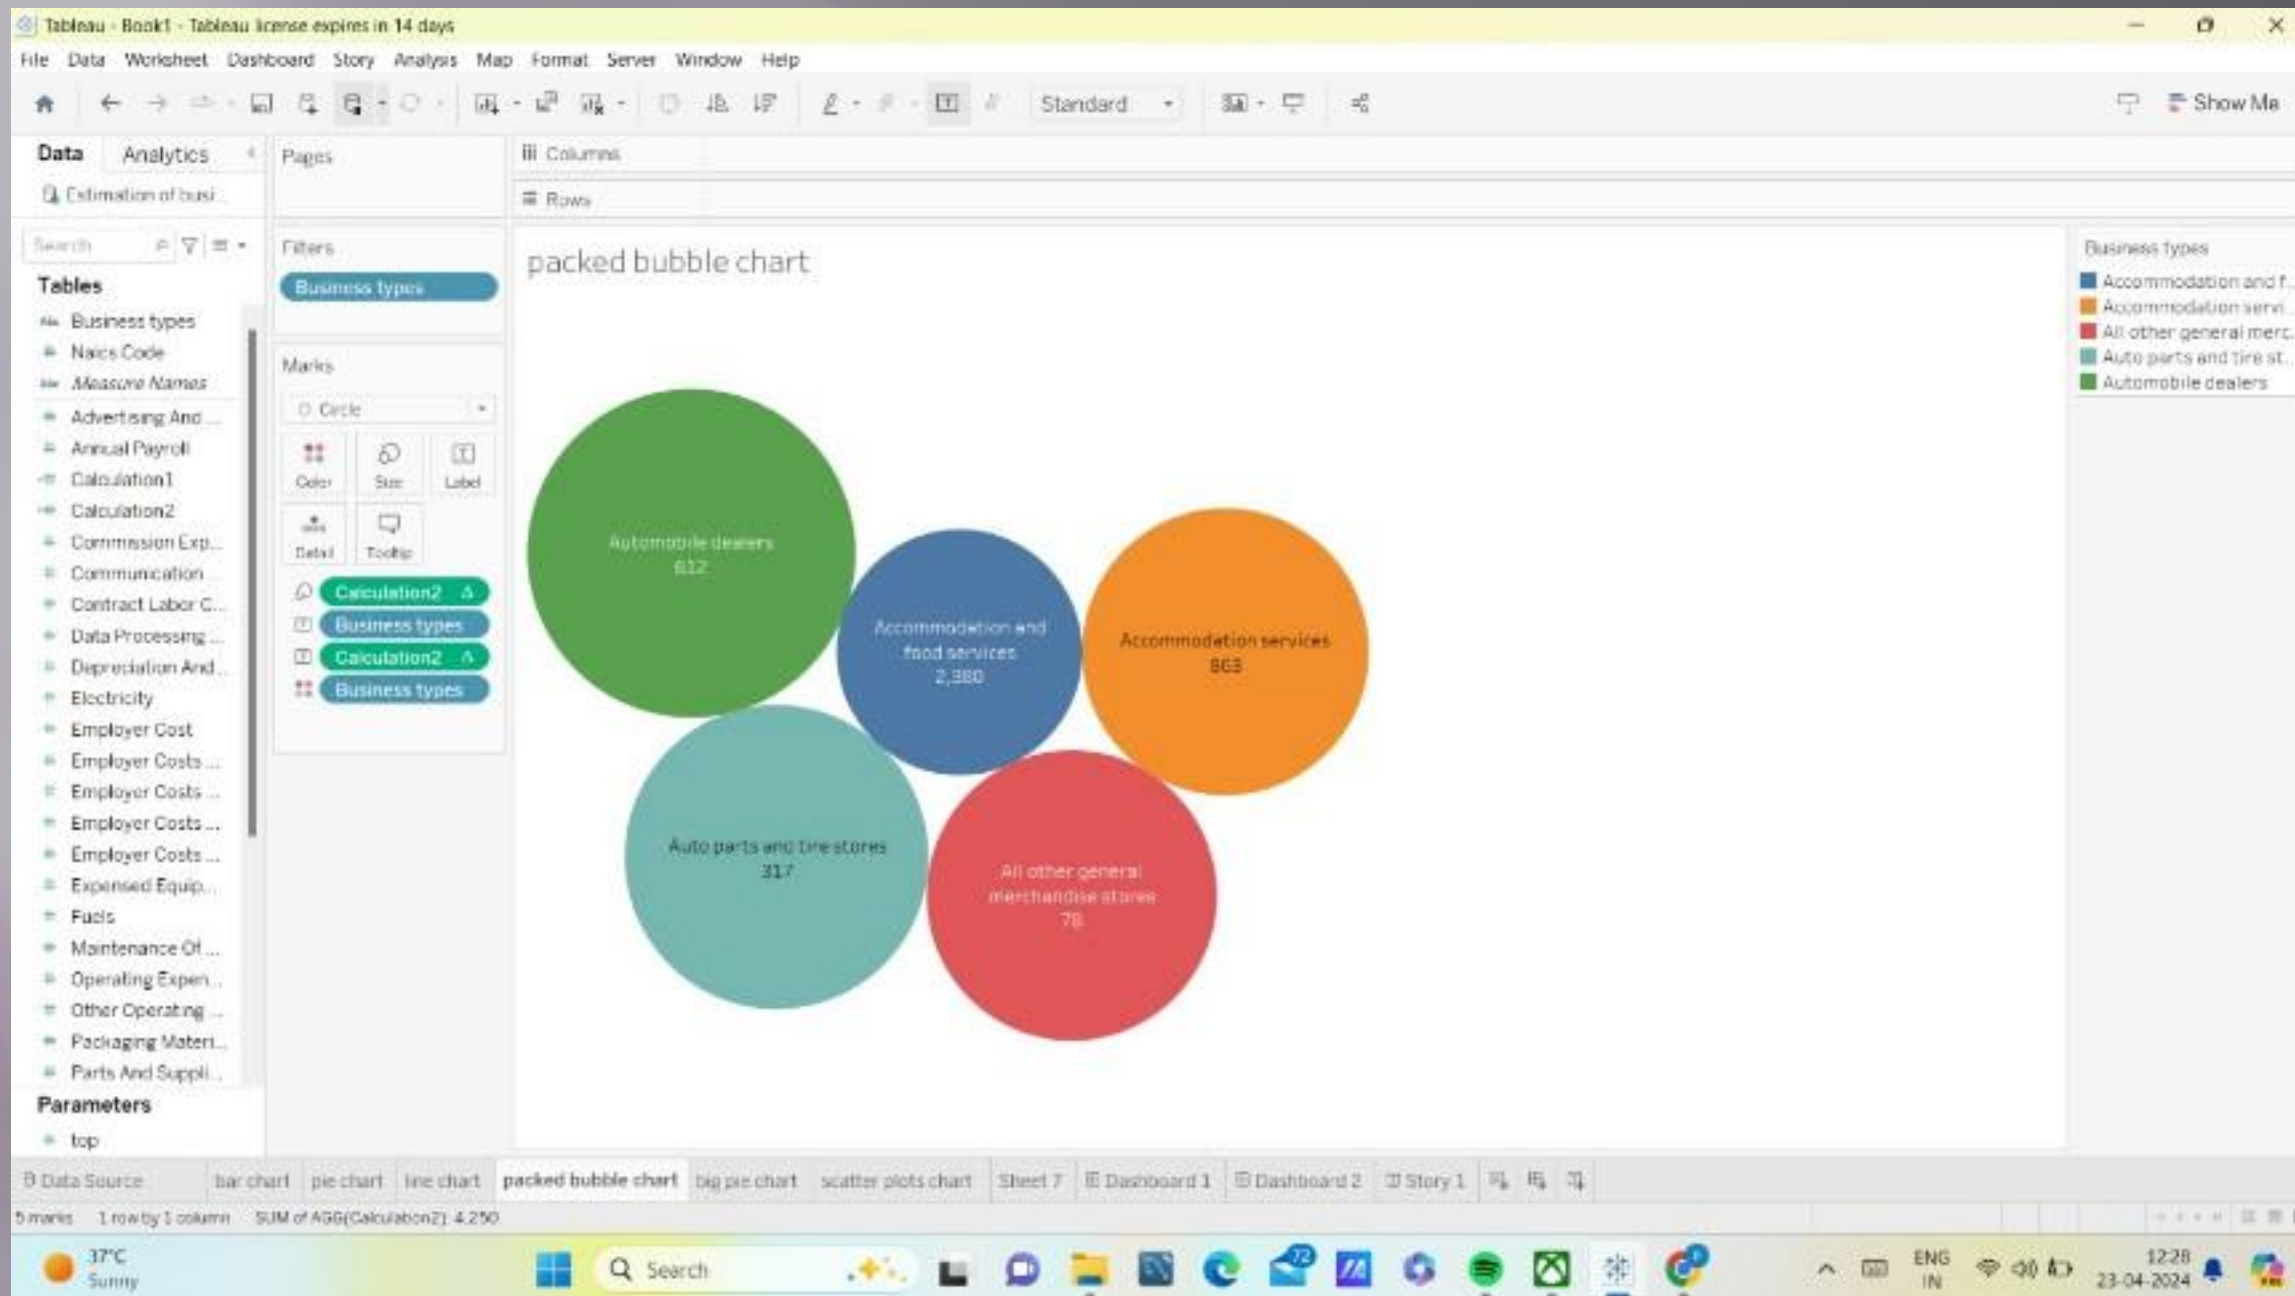 Tableau - Book1 - Tableau license expires in 14 days
File Data Worksheet Dashboard Story Analysis Map Format Server Window Help
Standard
Show Me
Data Analytics
Pages
Columns
Estimation of busi...
Rows
Search
Filters
Business types
packed bubble chart
Tables
Business types
Naics Code
Measure Names
Advertising And ...
Annual Payroll
Calculation1
Calculation2
Commission Exp...
Communication ...
Contract Labor C...
Data Processing ...
Depreciation And...
Electricity
Employer Cost
Employer Costs ...
Employer Costs ...
Employer Costs ...
Employer Costs ...
Expensed Equip...
Fuels
Maintenance Of ...
Operating Expen...
Other Operating ...
Packaging Materi...
Parts And Suppli...
Parameters
top
Marks
Circle
Color Size Label
Detail Tooltip
Calculation2 Δ
Business types
Calculation2 Δ
Business types
Automobile dealers
612
Accommodation and
food services
2,380
Accommodation services
863
Auto parts and tire stores
317
All other general
merchandise stores
78
Business types
Accommodation and f...
Accommodation servi...
All other general merc...
Auto parts and tire st...
Automobile dealers
Data Source bar chart pie chart line chart packed bubble chart big pie chart scatter plots chart Sheet 7 Dashboard 1 Dashboard 2 Story 1
5 marks 1 row by 1 column SUM of AGG(Calculation2): 4,250
37°C
Sunny
Search
72
ENG
IN
12:28
23-04-2024